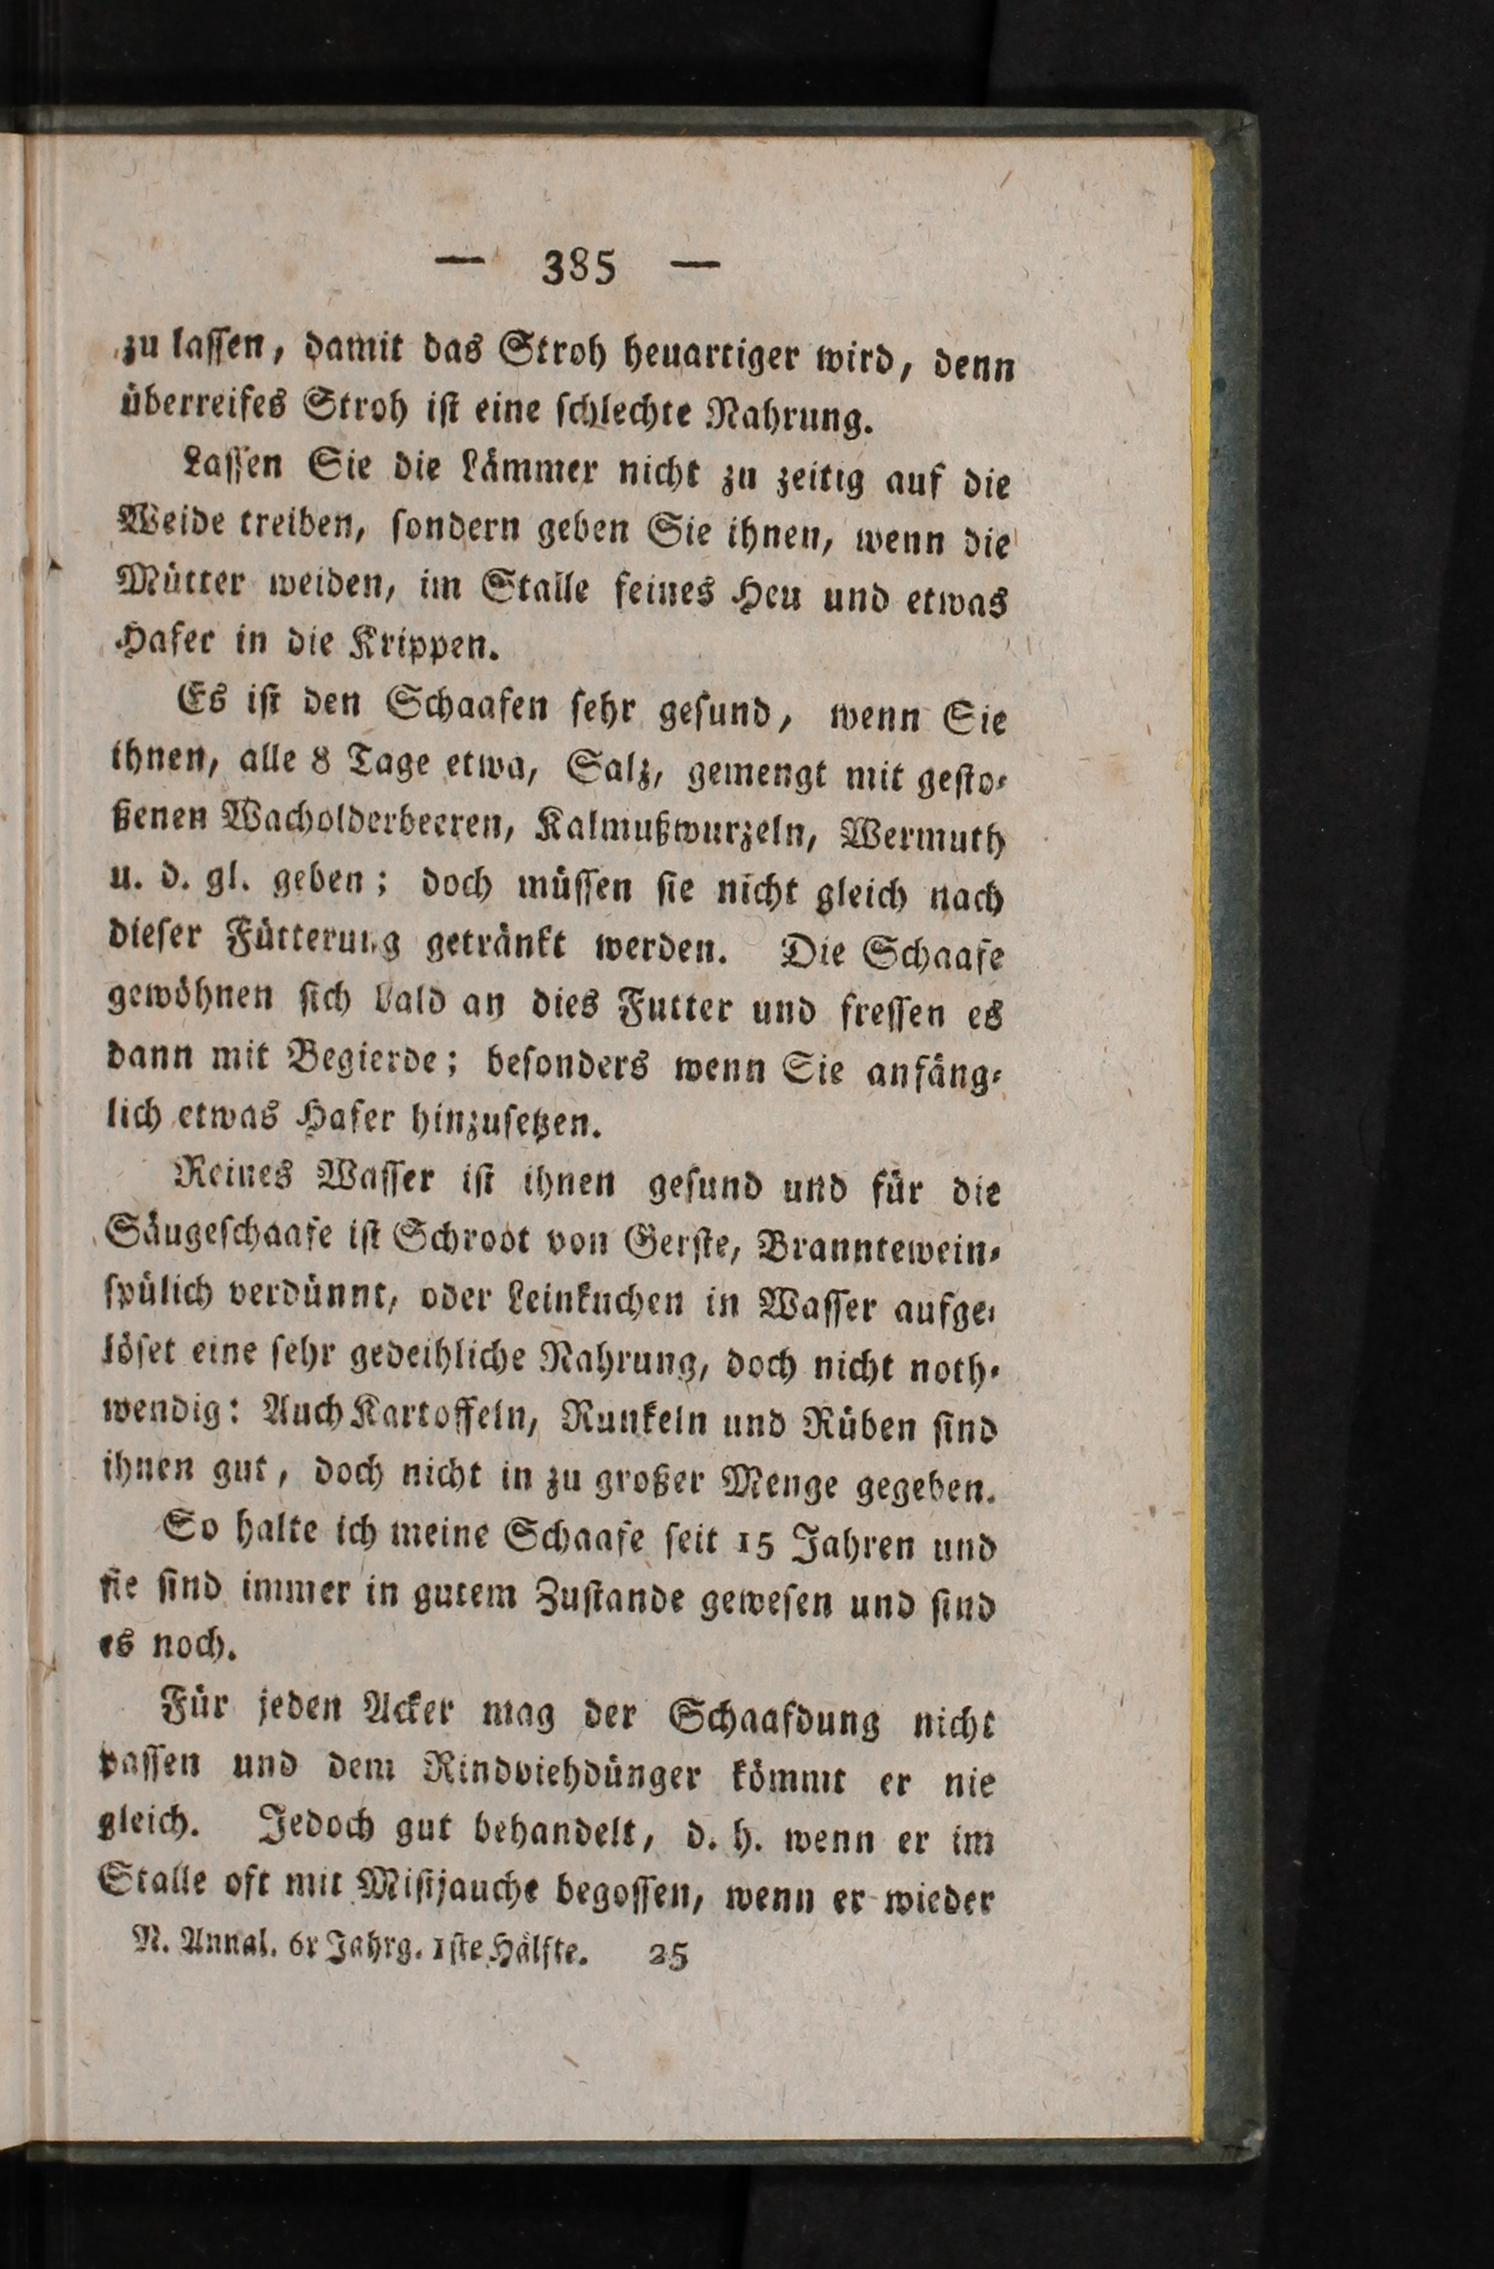 — 385 —
zu laſſen, damit das Stroh heuartiger wird, denn
überreifes Stroh iſt eine ſchlechte Nahrung.
Laſſen Sie die Lämmer nicht zu zeitig auf die
Weide treiben, ſondern geben Sie ihnen, wenn die
Mütter weiden, im Stalle feines Heu und etwas
Hafer in die Krippen.
Es iſt den Schaafen ſehr geſund, wenn Sie
ihnen, alle 8 Tage etwa, Salz, gemengt mit geſto-
ßenen Wacholderbeeren, Kalmußwurzeln, Wermuth
u. d. gl. geben; doch müſſen ſie nicht gleich nach
dieſer Fütterung getränkt werden. Die Schaafe
gewöhnen ſich bald an dies Futter und freſſen es
dann mit Begierde; beſonders wenn Sie anfäng-
lich etwas Hafer hinzuſetzen.
Reines Waſſer iſt ihnen geſund und für die
Säugeſchaafe iſt Schroot von Gerſte, Branntewein-
ſpülich verdünnt, oder Leinkuchen in Waſſer aufge-
löſet eine ſehr gedeihliche Nahrung, doch nicht noth-
wendig: Auch Kartoffeln, Runkeln und Rüben ſind
ihnen gut, doch nicht in zu großer Menge gegeben.
So halte ich meine Schaafe ſeit 15 Jahren und
ſie ſind immer in gutem Zuſtande geweſen und ſind
es noch.
Für jeden Acker mag der Schaafdung nicht
paſſen und dem Rindviehdünger kömmt er nie
gleich. Jedoch gut behandelt, d. h. wenn er im
Stalle oft mit Miſtjauche begoſſen, wenn er wieder
N. Annal. 6r Jahrg. 1ſte Hälfte. 25